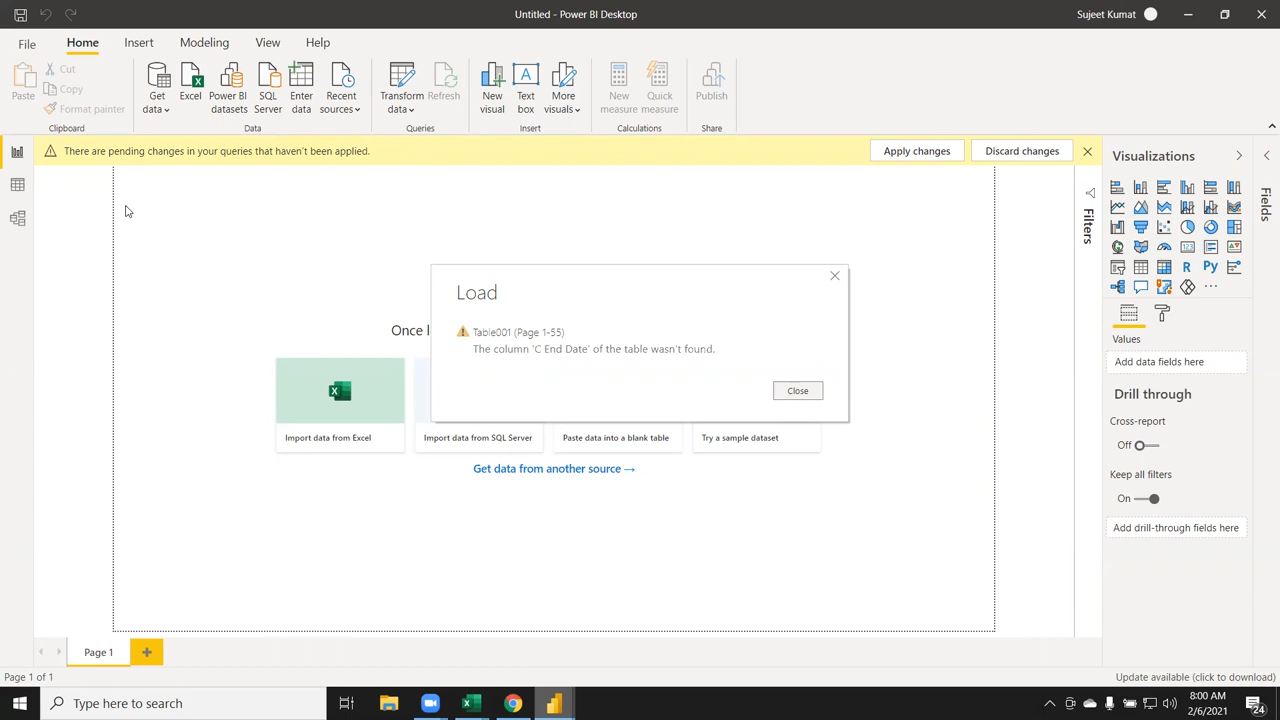 Untitled - Power BI Desktop
Sujeet Kumat
File
Home
Insert
Modeling
View
Help
Paste
Cut
Copy
Format painter
Clipboard
Get data
Excel
Power BI datasets
SQL Server
Enter data
Recent sources
Data
Transform data
Refresh
Queries
New visual
Text box
More visuals
Insert
New measure
Quick measure
Calculations
Publish
Share
There are pending changes in your queries that haven't been applied.
Apply changes
Discard changes
Load
Table001 (Page 1-55)
The column 'C End Date' of the table wasn't found.
Close
Once
Import data from Excel
Import data from SQL Server
Paste data into a blank table
Try a sample dataset
Get data from another source →
Filters
Visualizations
R
Py
Values
Add data fields here
Drill through
Cross-report
Off
Keep all filters
On
Add drill-through fields here
Fields
Page 1
Page 1 of 1
Update available (click to download)
Type here to search
8:00 AM
2/6/2021
24